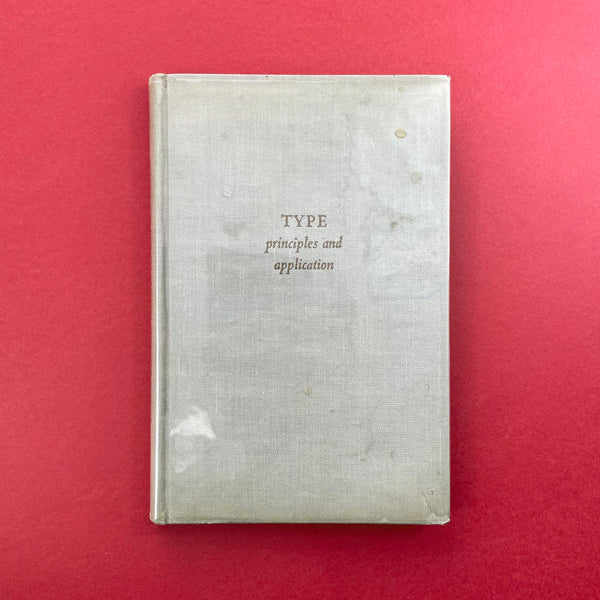 TYPE
principles and
application